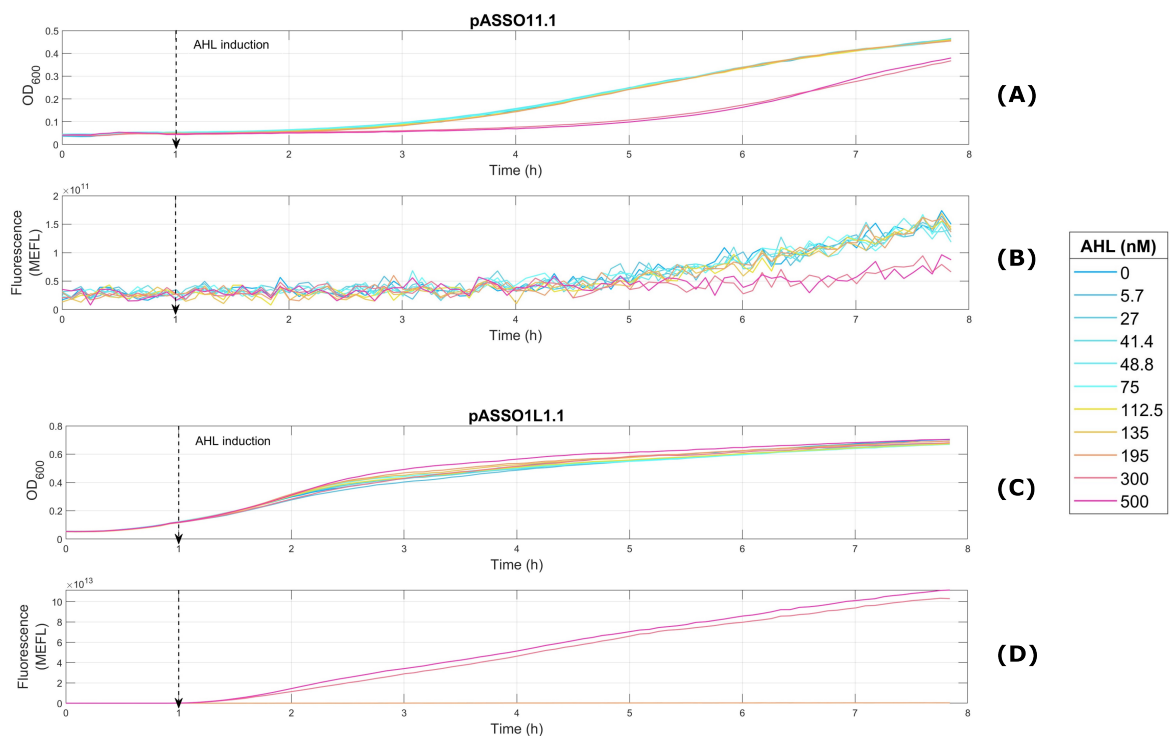 pASSO11.1
0.5
0.4
0.3
0.2
0.1
0
OD600
AHL induction
0 1 2 3 4 5 6 7 8
Time (h)
(A)
×10^11
2
1.5
1
0.5
0
Fluorescence
(MEFL)
0 1 2 3 4 5 6 7 8
Time (h)
(B)
AHL (nM)
0
5.7
27
41.4
48.8
75
112.5
135
195
300
500
pASSO1L1.1
0.8
0.6
0.4
0.2
0
OD600
AHL induction
0 1 2 3 4 5 6 7 8
Time (h)
(C)
×10^13
10
8
6
4
2
0
Fluorescence
(MEFL)
0 1 2 3 4 5 6 7 8
Time (h)
(D)